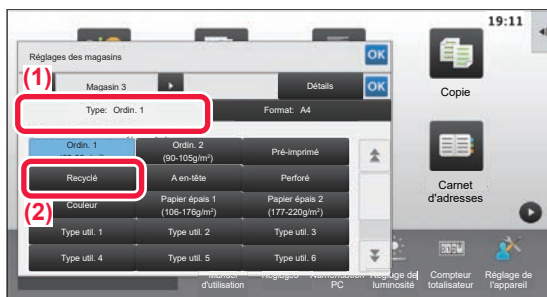 19:11
Réglages des magasins
OK
(1)
Magasin 3
Détails
OK
Type: Ordin. 1
Format: A4
Copie
Ordin. 1
Ordin. 2
(90-105g/m²)
Pré-imprimé
Recyclé
A en-tête
Perforé
(2)
Couleur
Papier épais 1
(106-176g/m²)
Papier épais 2
(177-220g/m²)
Carnet
d'adresses
Type util. 1
Type util. 2
Type util. 3
Type util. 4
Type util. 5
Type util. 6
d'utilisation
PC
Réglage de
luminosité
Compteur
totalisateur
Réglage de
l'appareil